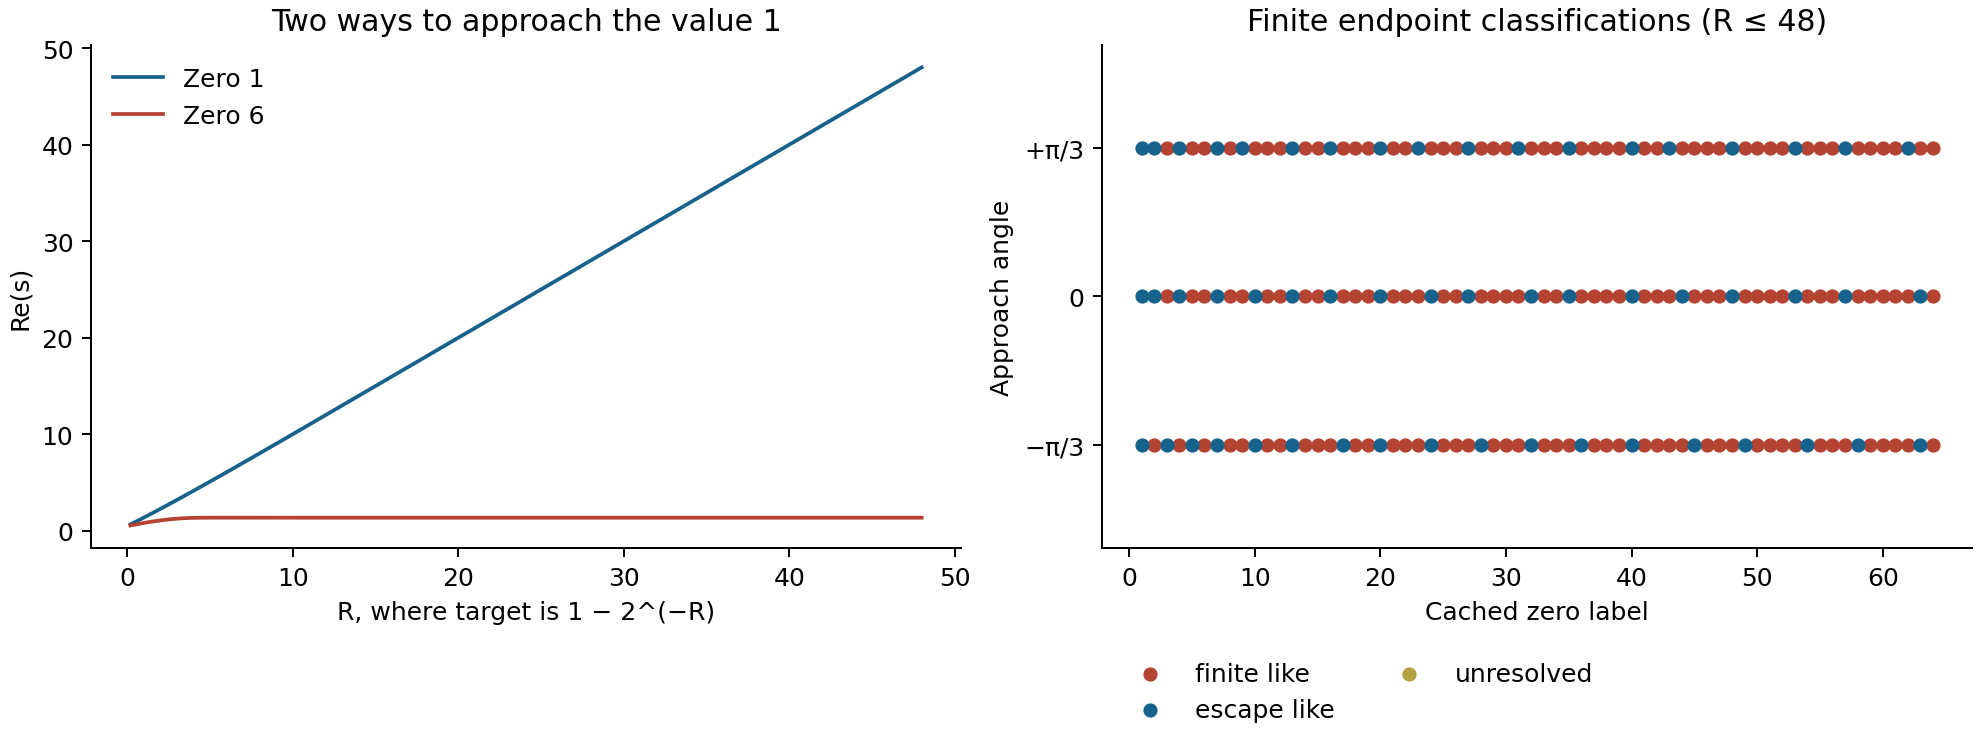 Two ways to approach the value 1
Zero 1
Zero 6
50
40
30
20
10
0
Re(s)
0 10 20 30 40 50
R, where target is 1 − 2^(−R)
Finite endpoint classifications (R ≤ 48)
+π/3
0
−π/3
Approach angle
0 10 20 30 40 50 60
Cached zero label
finite like
escape like
unresolved